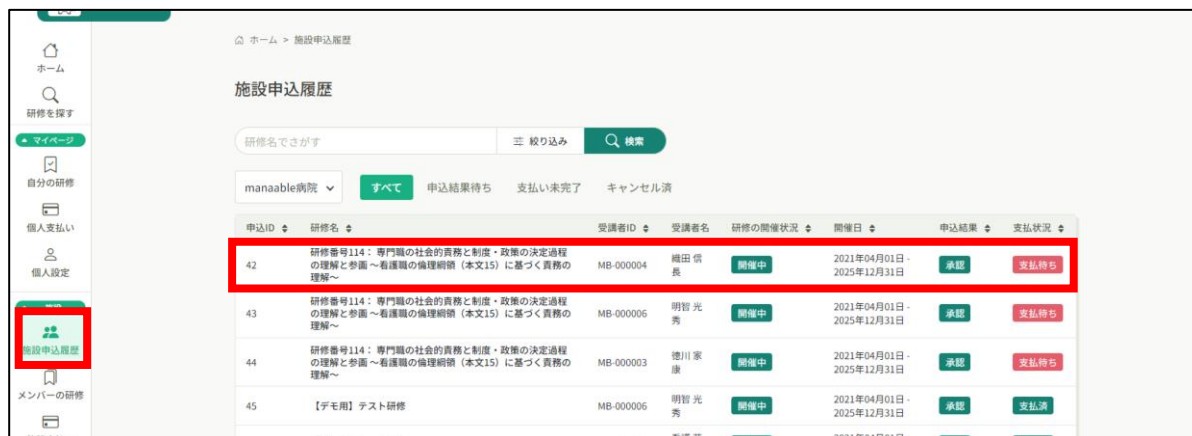 ホーム > 施設申込履歴
ホーム
研修を探す
マイページ
自分の研修
個人支払い
個人設定
施設申込履歴
メンバーの研修
施設申込履歴
研修名でさがす
絞り込み
検索
manaable病院
すべて
申込結果待ち
支払い未完了
キャンセル済
申込ID 研修名 受講者ID 受講者名 研修の開催状況 開催日 申込結果 支払状況
42
研修番号114： 専門職の社会的責務と制度・政策の決定過程
の理解と参画 ～看護職の倫理綱領（本文15）に基づく責務の
理解～
MB-000004
織田 信
長
開催中
2021年04月01日 -
2025年12月31日
承認
支払待ち
43
研修番号114： 専門職の社会的責務と制度・政策の決定過程
の理解と参画 ～看護職の倫理綱領（本文15）に基づく責務の
理解～
MB-000006
明智 光
秀
開催中
2021年04月01日 -
2025年12月31日
承認
支払待ち
44
研修番号114： 専門職の社会的責務と制度・政策の決定過程
の理解と参画 ～看護職の倫理綱領（本文15）に基づく責務の
理解～
MB-000003
徳川 家
康
開催中
2021年04月01日 -
2025年12月31日
承認
支払待ち
45
【デモ用】テスト研修
MB-000006
明智 光
秀
開催中
2021年04月01日 -
2025年12月31日
承認
支払済